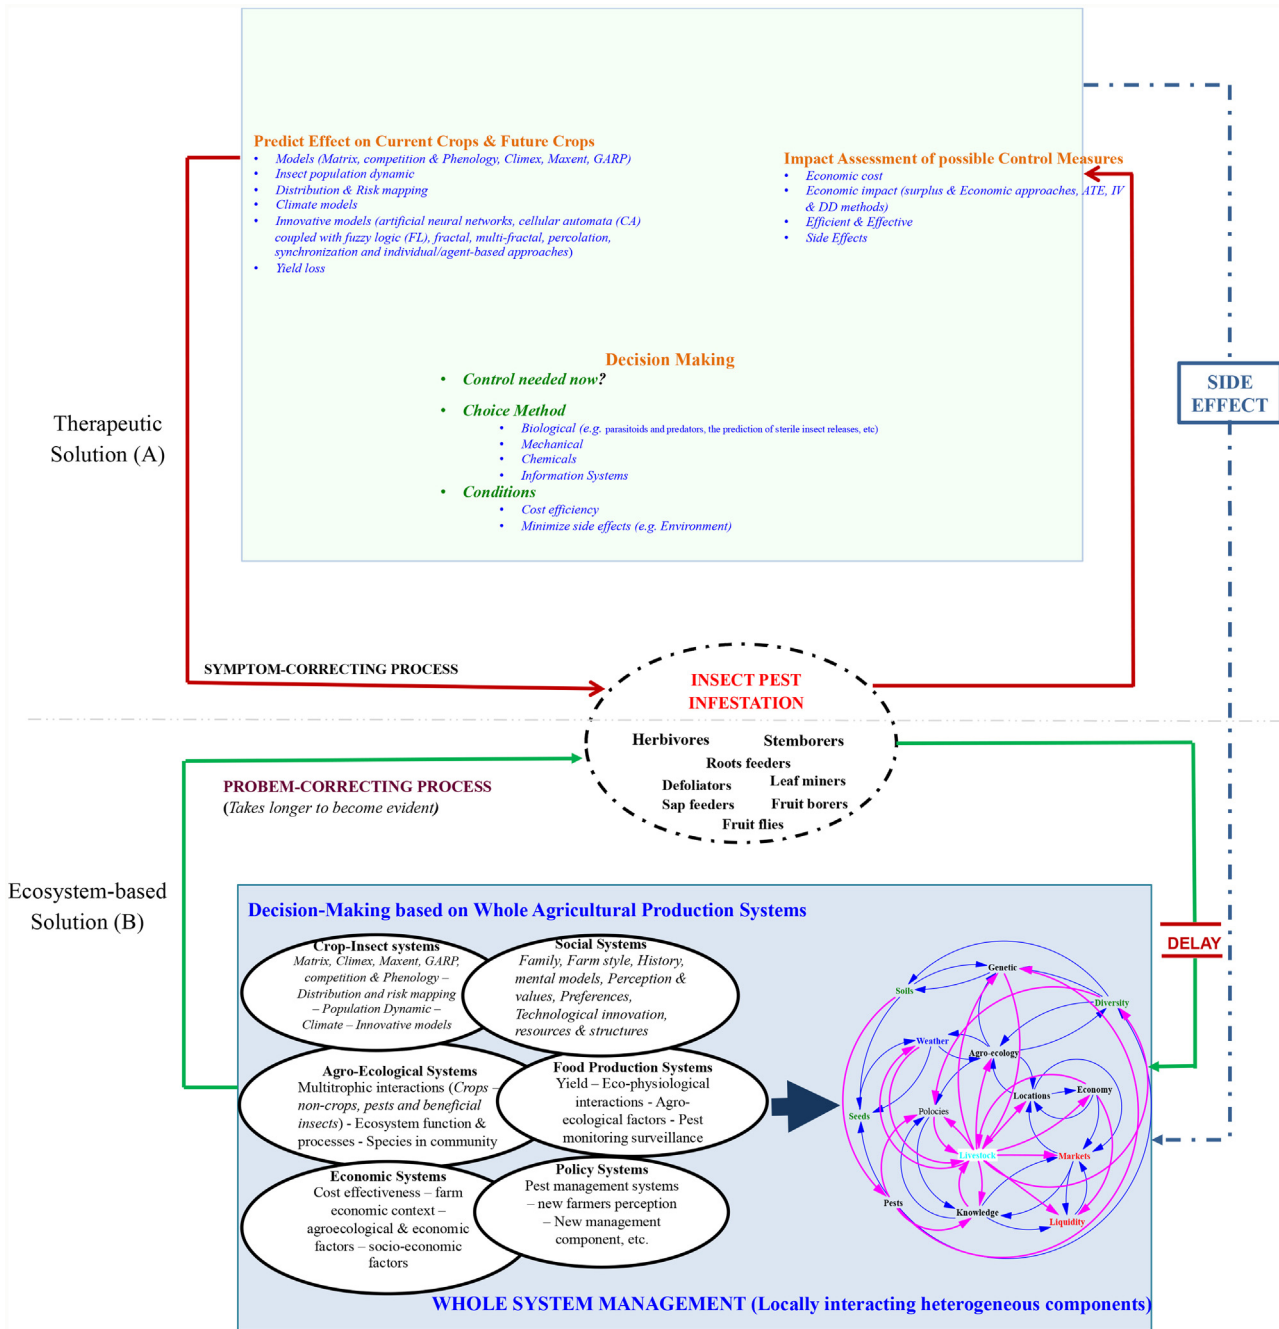 Predict Effect on Current Crops & Future Crops
• Models (Matrix, competition & Phenology, Climex, Maxent, GARP)
• Insect population dynamic
• Distribution & Risk mapping
• Climate models
• Innovative models (artificial neural networks, cellular automata (CA)
coupled with fuzzy logic (FL), fractal, multi-fractal, percolation,
synchronization and individual/agent-based approaches)
• Yield loss
Impact Assessment of possible Control Measures
• Economic cost
• Economic impact (surplus & Economic approaches, ATE, IV
& DD methods)
• Efficient & Effective
• Side Effects
Decision Making
• Control needed now?
• Choice Method
• Biological (e.g. parasitoids and predators, the prediction of sterile insect releases, etc)
• Mechanical
• Chemicals
• Information Systems
• Conditions
• Cost efficiency
• Minimize side effects (e.g. Environment)
Therapeutic
Solution (A)
SIDE
EFFECT
SYMPTOM-CORRECTING PROCESS
INSECT PEST
INFESTATION
Herbivores
Stemborers
Roots feeders
Defoliators
Leaf miners
Sap feeders
Fruit borers
Fruit flies
PROBEM-CORRECTING PROCESS
(Takes longer to become evident)
Ecosystem-based
Solution (B)
DELAY
Decision-Making based on Whole Agricultural Production Systems
Crop-Insect systems
Matrix, Climex, Maxent, GARP,
competition & Phenology –
Distribution and risk mapping
– Population Dynamic –
Climate – Innovative models
Social Systems
Family, Farm style, History,
mental models, Perception &
values, Preferences,
Technological innovation,
resources & structures
Agro-Ecological Systems
Multitrophic interactions (Crops –
non-crops, pests and beneficial
insects) - Ecosystem function &
processes - Species in community
Food Production Systems
Yield – Eco-physiological
interactions - Agro-
ecological factors - Pest
monitoring surveillance
Economic Systems
Cost effectiveness – farm
economic context –
agroecological & economic
factors – socio-economic
factors
Policy Systems
Pest management systems
– new farmers perception
– New management
component, etc.
Genetic
Soils
Diversity
Weather
Agro-ecology
Locations
Economy
Seeds
Polocies
Livestock
Markets
Pests
Knowledge
Liquidity
WHOLE SYSTEM MANAGEMENT (Locally interacting heterogeneous components)